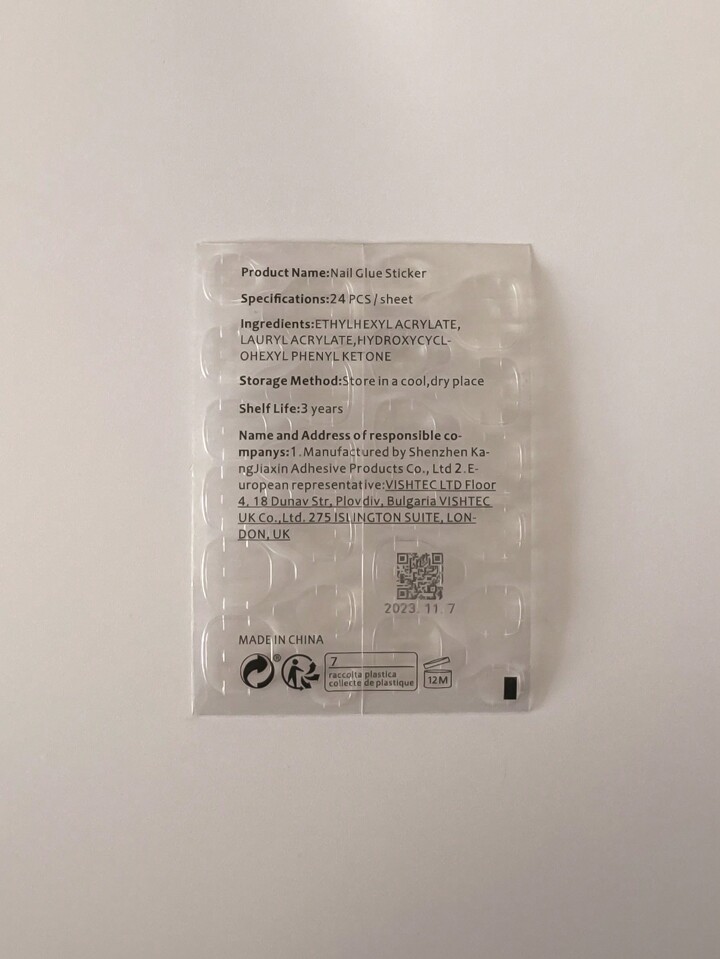 Product Name:Nail Glue Sticker
Specifications:24 PCS / sheet
Ingredients:ETHYLHEXYL ACRYLATE,
LAURYL ACRYLATE,HYDROXYCYCL-
OHEXYL PHENYL KETONE
Storage Method:Store in a cool,dry place
Shelf Life:3 years
Name and Address of responsible co-
mpanys:1.Manufactured by Shenzhen Ka-
ngJiaxin Adhesive Products Co., Ltd 2.E-
uropean representative:VISHTEC LTD Floor
4, 18 Dunav Str, Plovdiv, Bulgaria VISHTEC
UK Co.,Ltd. 275 ISLINGTON SUITE, LON-
DON, UK
2023. 11. 7
MADE IN CHINA
®
7
raccolta plastica
collecte de plastique
12M